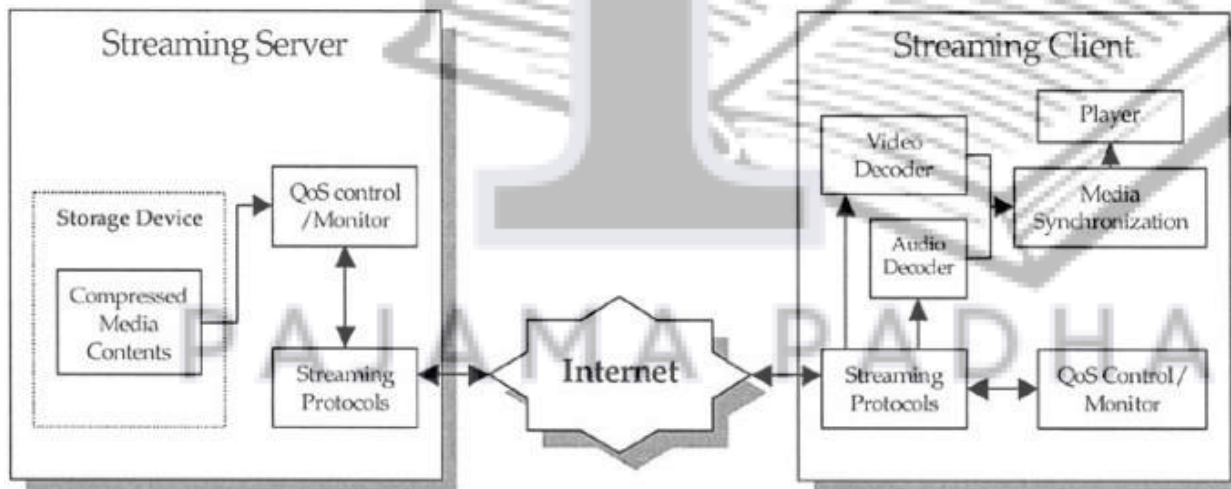 Streaming Server
Storage Device
Compressed
Media
Contents
QoS control
/Monitor
Streaming
Protocols
Internet
Streaming Client
Player
Video
Decoder
Audio
Decoder
Media
Synchronization
Streaming
Protocols
QoS Control/
Monitor
PAJAMA PADHAI